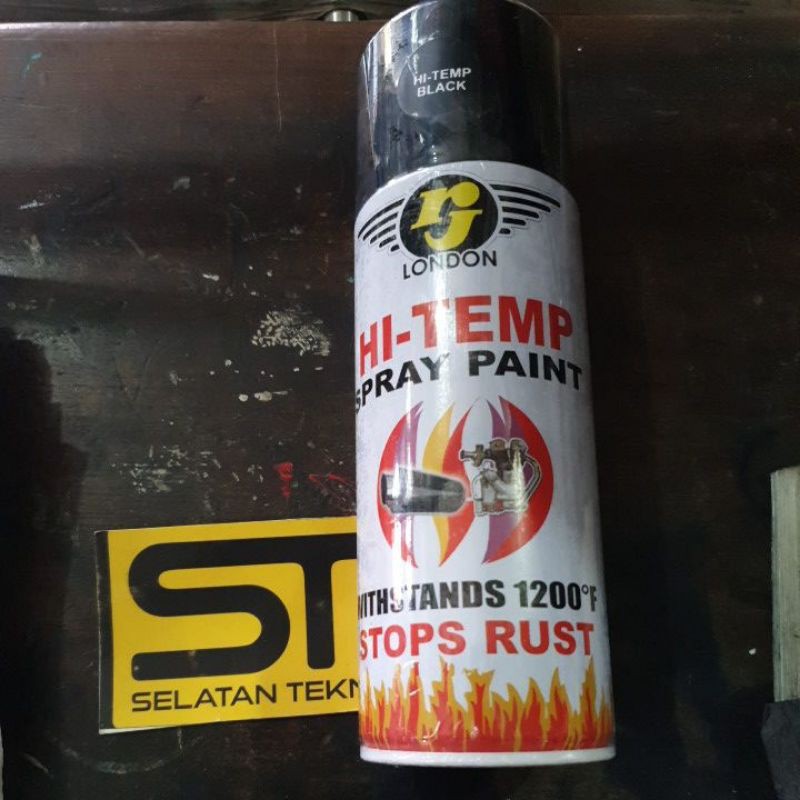 HI-TEMP
BLACK
rj
LONDON
HI-TEMP
SPRAY PAINT
WITHSTANDS 1200°F
STOPS RUST
ST
SELATAN TEKN